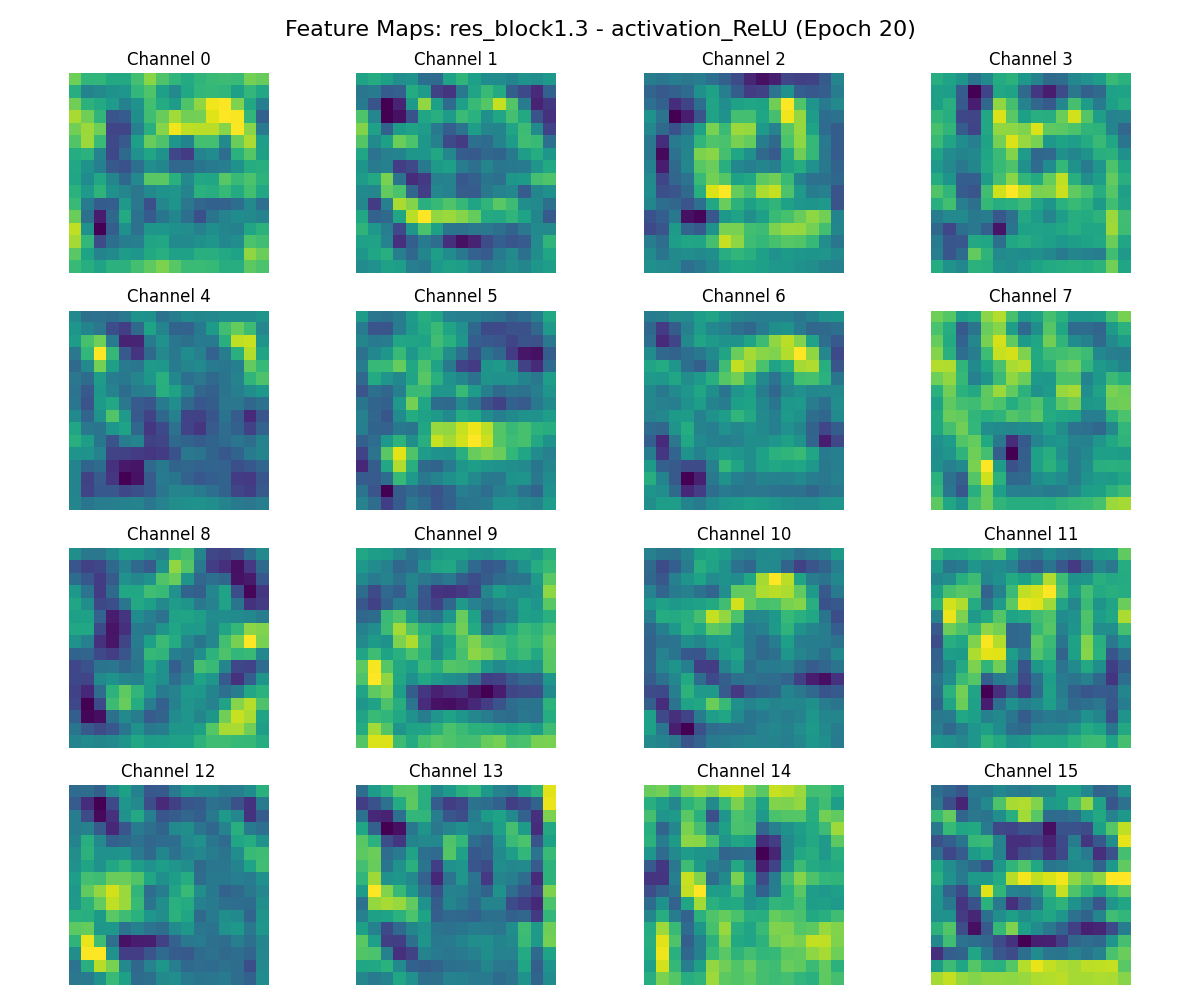 Feature Maps: res_block1.3 - activation_ReLU (Epoch 20)
Channel 0
Channel 1
Channel 2
Channel 3
Channel 4
Channel 5
Channel 6
Channel 7
Channel 8
Channel 9
Channel 10
Channel 11
Channel 12
Channel 13
Channel 14
Channel 15